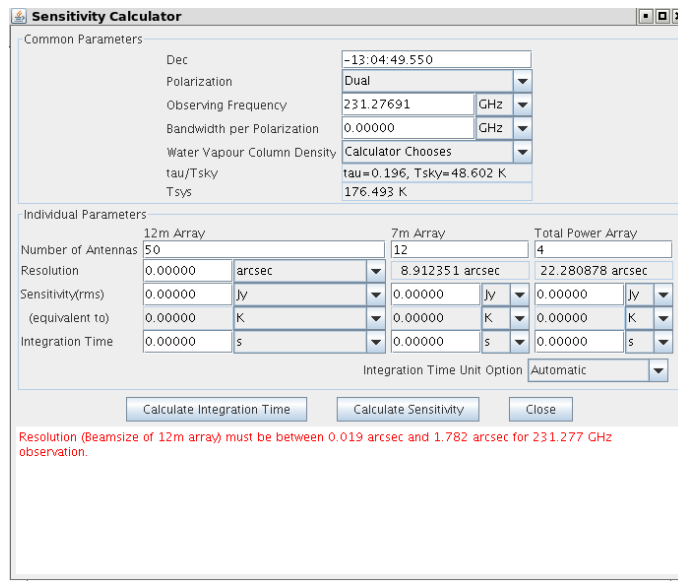 Sensitivity Calculator
Common Parameters
Dec -13:04:49.550
Polarization Dual
Observing Frequency 231.27691 GHz
Bandwidth per Polarization 0.00000 GHz
Water Vapour Column Density Calculator Chooses
tau/Tsky tau=0.196, Tsky=48.602 K
Tsys 176.493 K
Individual Parameters
12m Array 7m Array Total Power Array
Number of Antennas 50 12 4
Resolution 0.00000 arcsec 8.912351 arcsec 22.280878 arcsec
Sensitivity(rms) 0.00000 Jy 0.00000 Jy 0.00000 Jy
(equivalent to) 0.00000 K 0.00000 K 0.00000 K
Integration Time 0.00000 s 0.00000 s 0.00000 s
Integration Time Unit Option Automatic
Calculate Integration Time Calculate Sensitivity Close
Resolution (Beamsize of 12m array) must be between 0.019 arcsec and 1.782 arcsec for 231.277 GHz
observation.